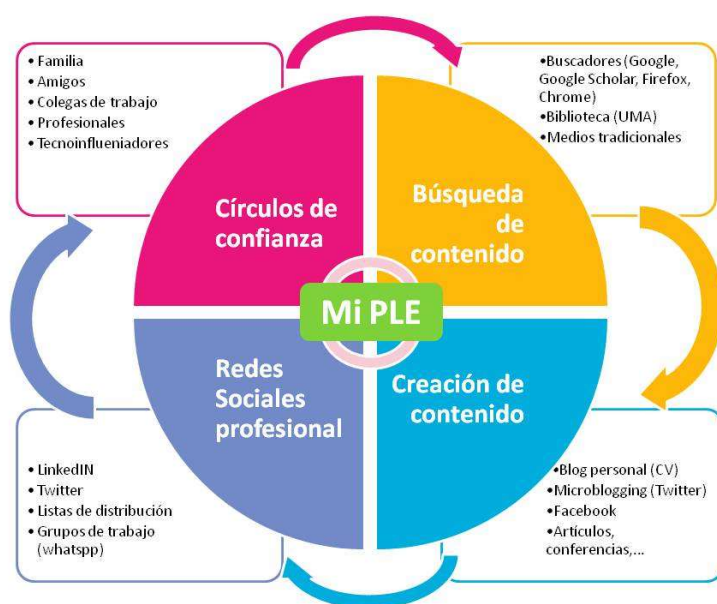 • Familia
• Amigos
• Colegas de trabajo
• Profesionales
• Tecnoinflueniadores
•Buscadores (Google,
Google Scholar, Firefox,
Chrome)
•Biblioteca (UMA)
•Medios tradicionales
Círculos de
confianza
Búsqueda
de
contenido
Mi PLE
Redes
Sociales
profesional
Creación de
contenido
• LinkedIN
• Twitter
• Listas de distribución
• Grupos de trabajo
(whatspp)
•Blog personal (CV)
•Microblogging (Twitter)
•Facebook
•Artículos,
conferencias,...